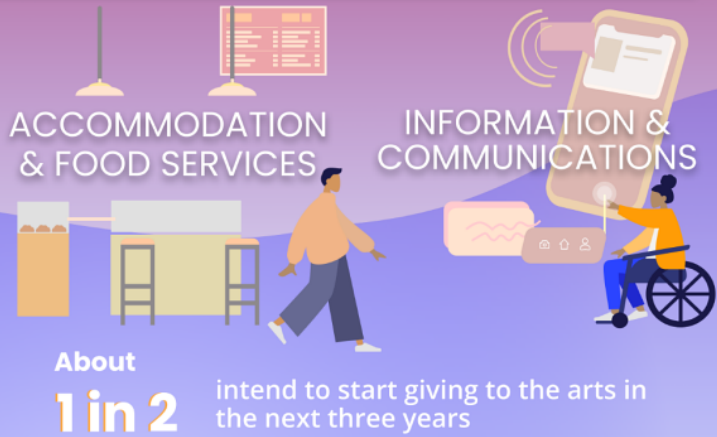 ACCOMMODATION
& FOOD SERVICES
INFORMATION &
COMMUNICATIONS
About
1 in 2
intend to start giving to the arts in
the next three years